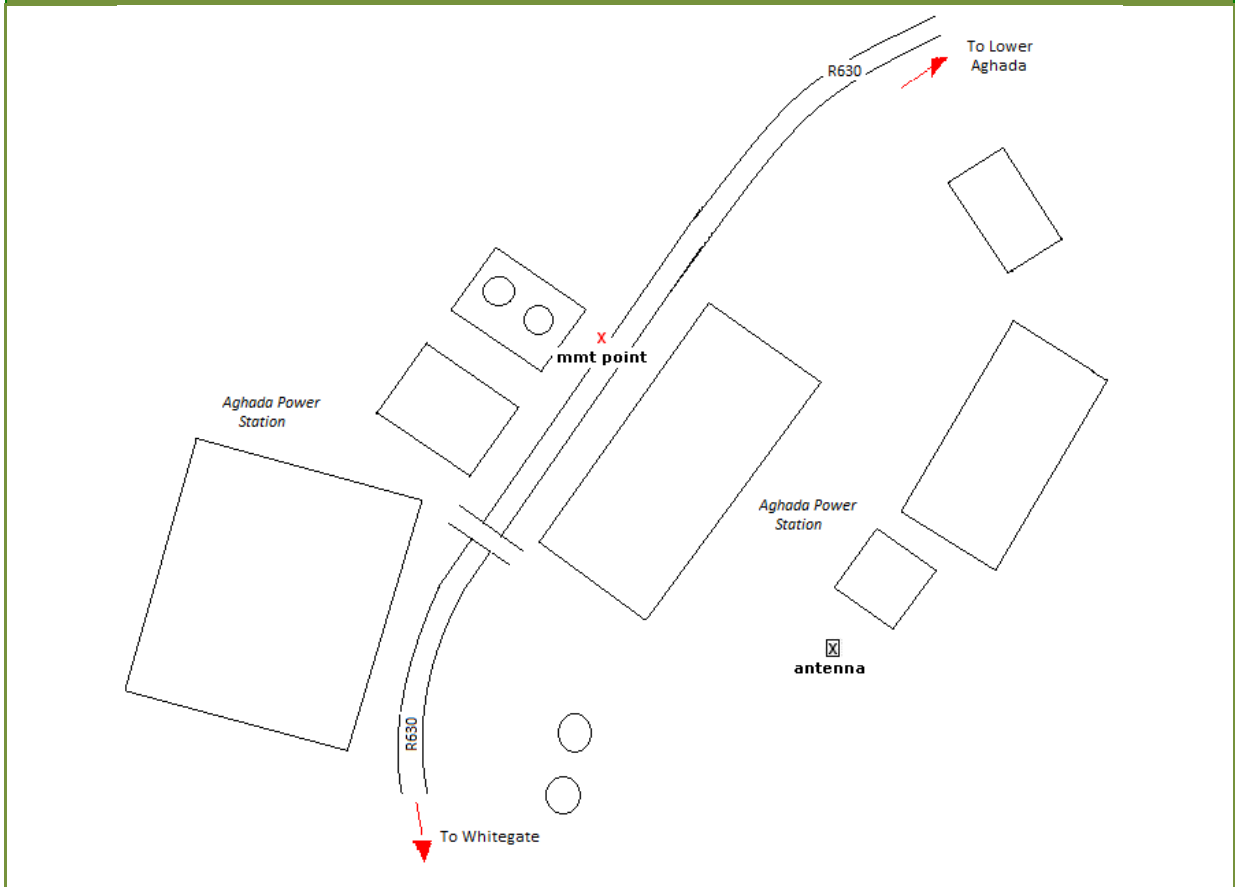 To Lower
Aghada
R630
X
mmt point
Aghada Power
Station
Aghada Power
Station
X
antenna
R630
To Whitegate